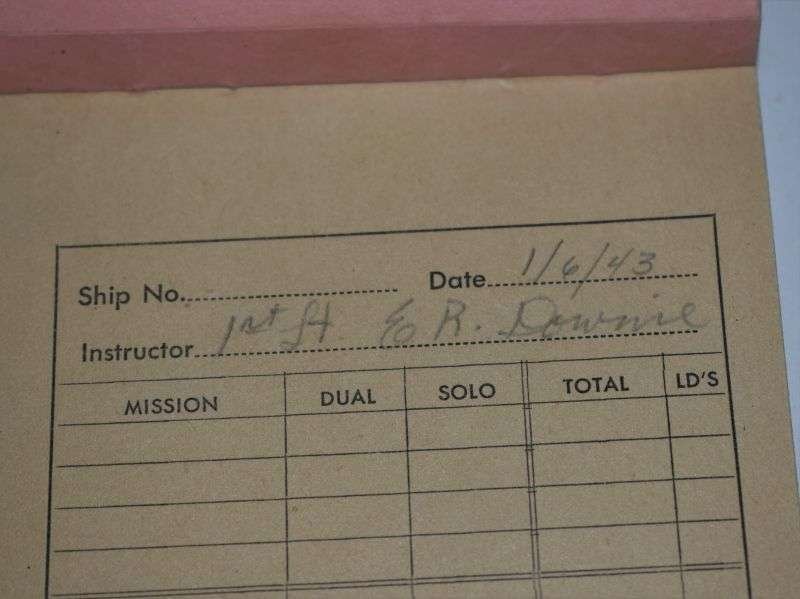 Ship No. Date 1/6/43
Instructor 1st Lt. E R. Downie
MISSION DUAL SOLO TOTAL LD'S